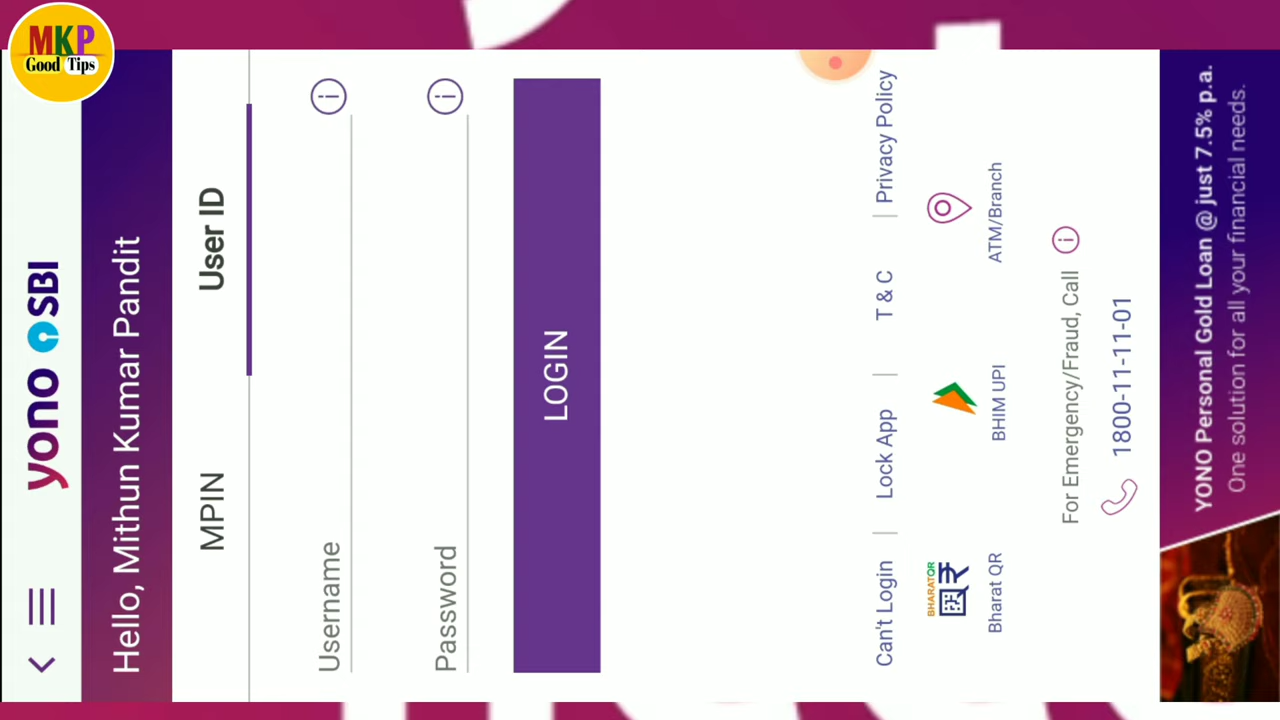 MKP
Good Tips
yono SBI
Hello, Mithun Kumar Pandit
MPIN User ID
Username
Password
LOGIN
Can't Login Lock App T & C Privacy Policy
BHARATQR
Bharat QR BHIM UPI ATM/Branch
For Emergency/Fraud, Call
1800-11-11-01
YONO Personal Gold Loan @ just 7.5% p.a.
One solution for all your financial needs.